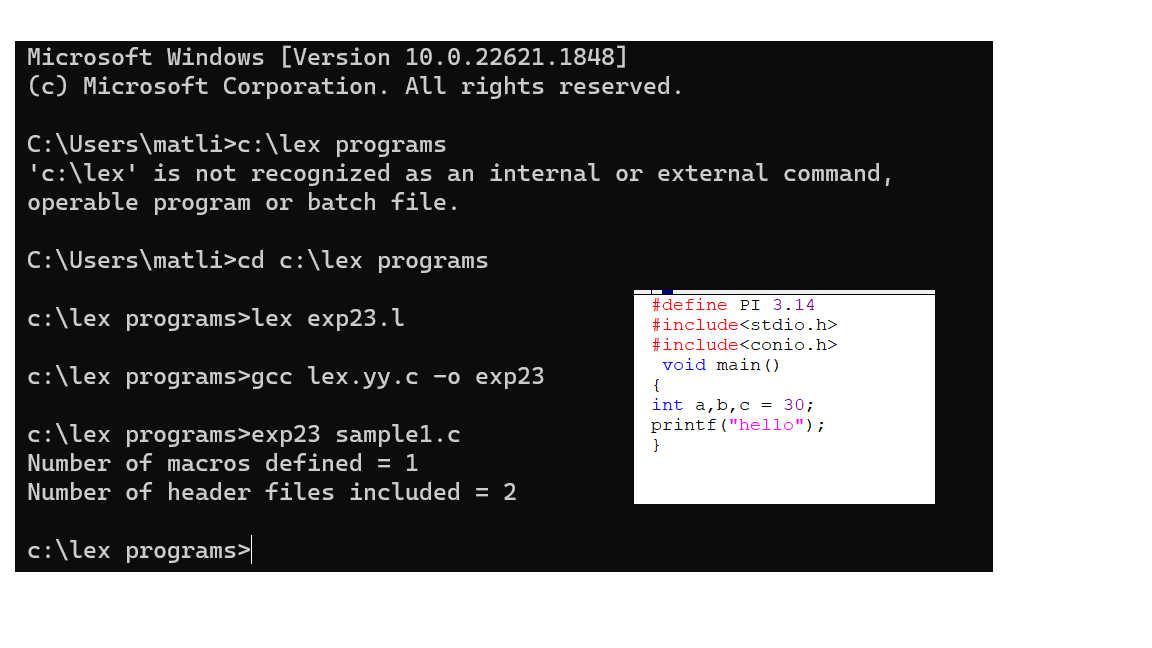 Microsoft Windows [Version 10.0.22621.1848]
(c) Microsoft Corporation. All rights reserved.
C:\Users\matli>c:\lex programs
'c:\lex' is not recognized as an internal or external command,
operable program or batch file.
C:\Users\matli>cd c:\lex programs
c:\lex programs>lex exp23.l
c:\lex programs>gcc lex.yy.c -o exp23
c:\lex programs>exp23 sample1.c
Number of macros defined = 1
Number of header files included = 2
c:\lex programs>
#define PI 3.14
#include<stdio.h>
#include<conio.h>
void main()
{
int a,b,c = 30;
printf("hello");
}